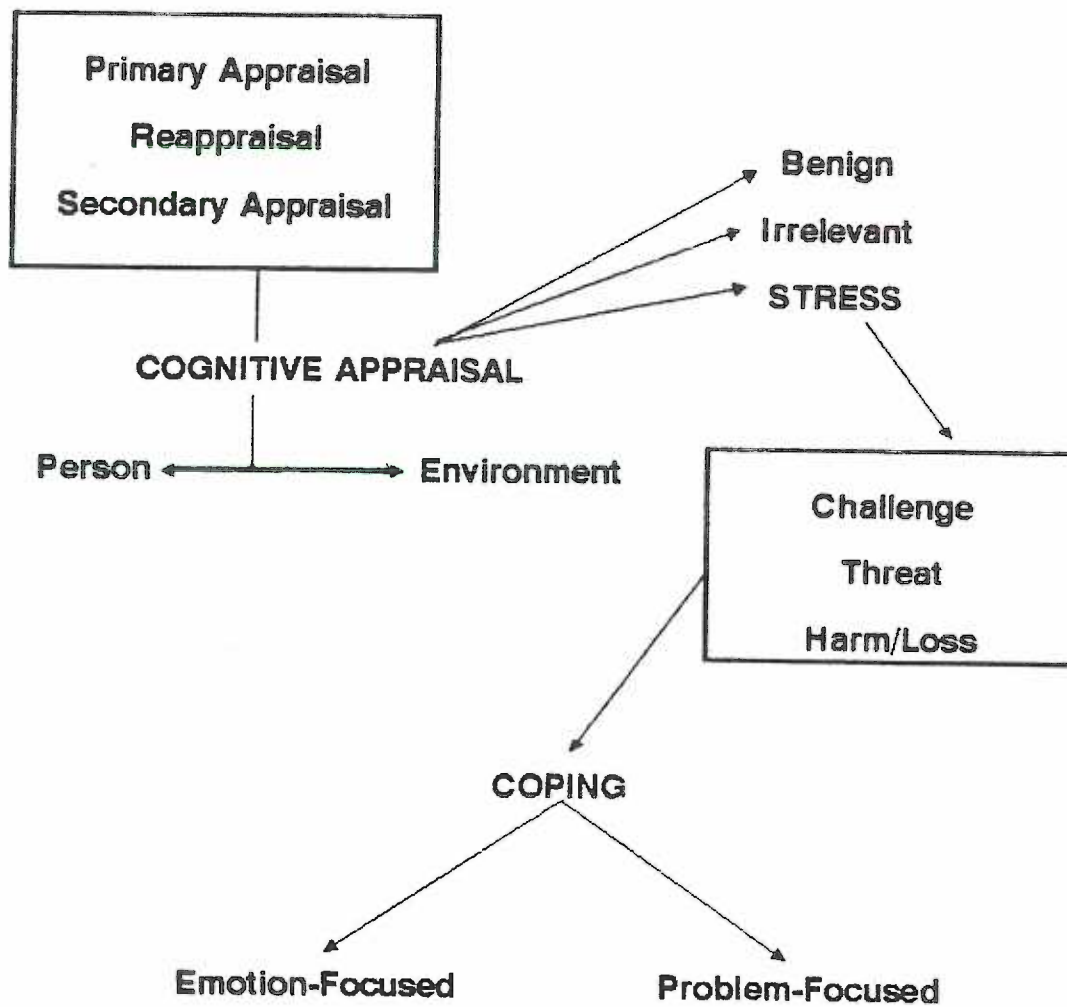 Primary Appraisal
Reappraisal
Secondary Appraisal
Benign
Irrelevant
STRESS
COGNITIVE APPRAISAL
Person
Environment
Challenge
Threat
Harm/Loss
COPING
Emotion-Focused
Problem-Focused